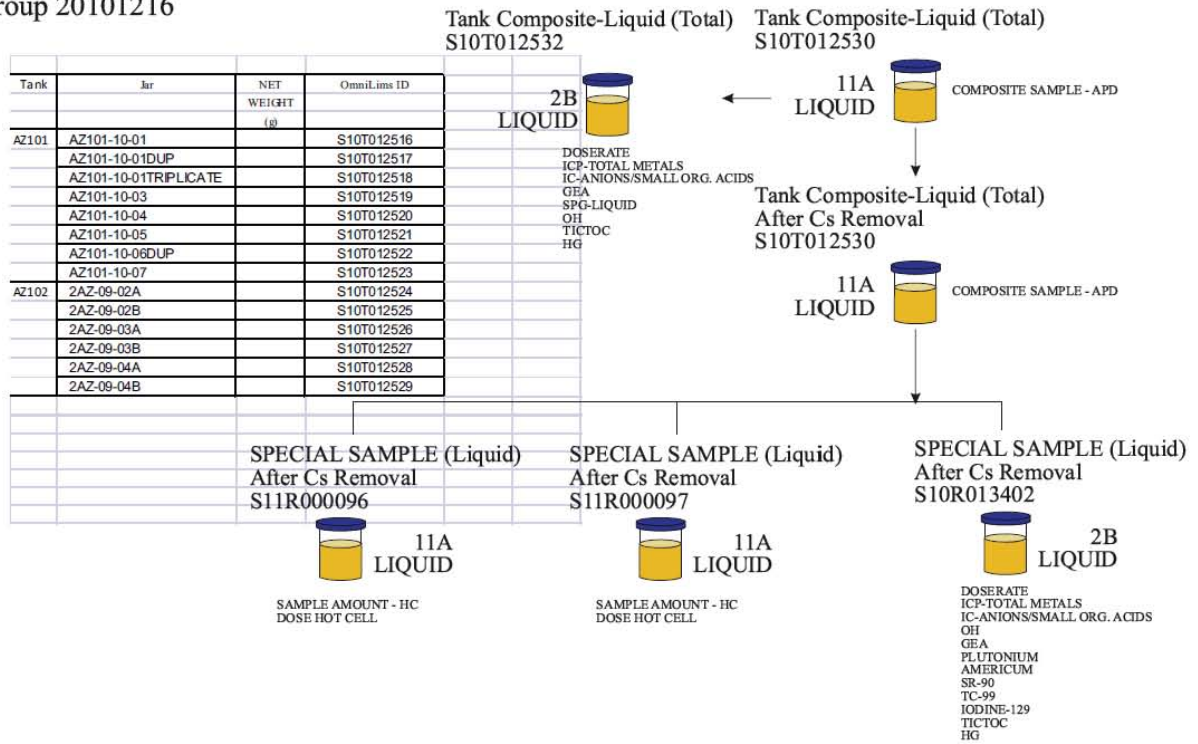 roup 20101216
Tank Composite-Liquid (Total)
S10T012532
Tank Composite-Liquid (Total)
S10T012530
2B
LIQUID
11A
LIQUID
COMPOSITE SAMPLE - APD
DOSERATE
ICP-TOTAL METALS
IC-ANIONS/SMALL ORG. ACIDS
GEA
SPG-LIQUID
OH
TICTOC
HG
Tank Jar NET WEIGHT (g) OmniLims ID
AZ101 AZ101-10-01 S10T012516
AZ101-10-01DUP S10T012517
AZ101-10-01TRIPLICATE S10T012518
AZ101-10-03 S10T012519
AZ101-10-04 S10T012520
AZ101-10-05 S10T012521
AZ101-10-06DUP S10T012522
AZ101-10-07 S10T012523
AZ102 2AZ-09-02A S10T012524
2AZ-09-02B S10T012525
2AZ-09-03A S10T012526
2AZ-09-03B S10T012527
2AZ-09-04A S10T012528
2AZ-09-04B S10T012529
Tank Composite-Liquid (Total)
After Cs Removal
S10T012530
11A
LIQUID
COMPOSITE SAMPLE - APD
SPECIAL SAMPLE (Liquid)
After Cs Removal
S11R000096
11A
LIQUID
SAMPLE AMOUNT - HC
DOSE HOT CELL
SPECIAL SAMPLE (Liquid)
After Cs Removal
S11R000097
11A
LIQUID
SAMPLE AMOUNT - HC
DOSE HOT CELL
SPECIAL SAMPLE (Liquid)
After Cs Removal
S10R013402
2B
LIQUID
DOSERATE
ICP-TOTAL METALS
IC-ANIONS/SMALL ORG. ACIDS
OH
GEA
PLUTONIUM
AMERICUM
SR-90
TC-99
IODINE-129
TICTOC
HG